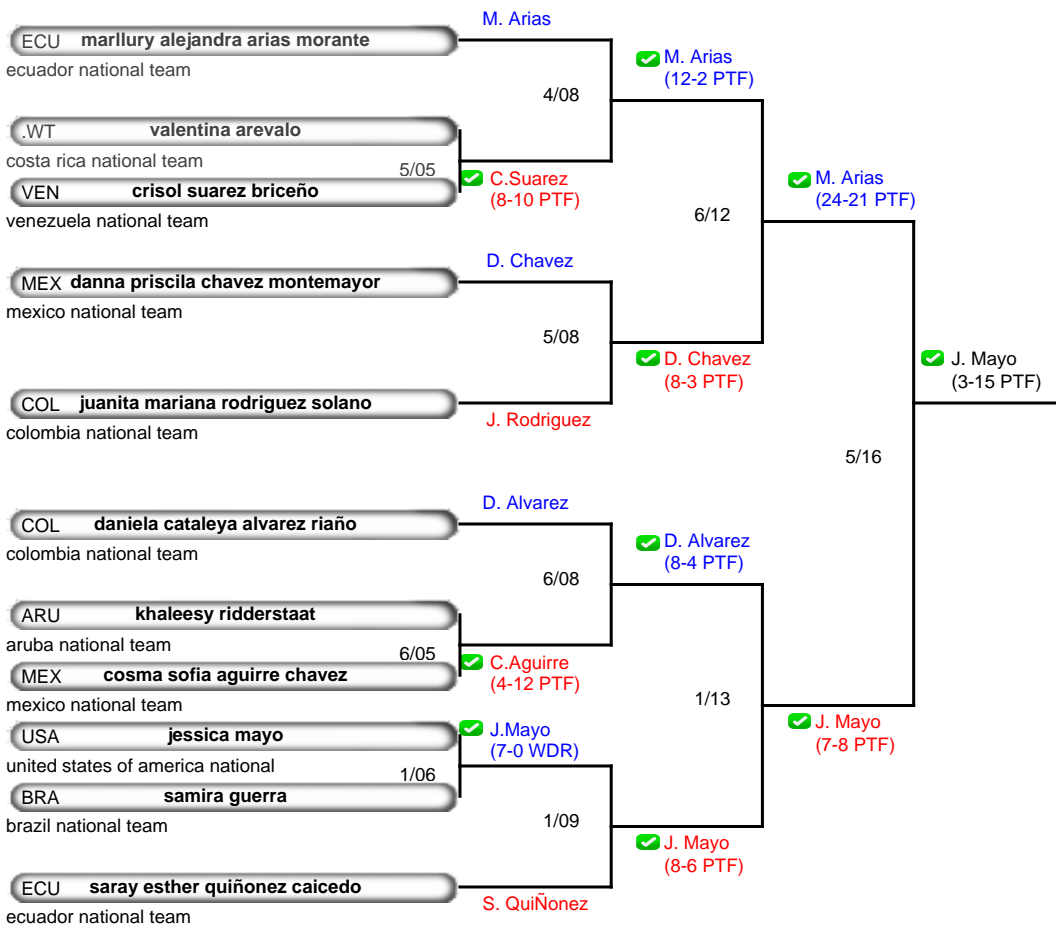 M. Arias
ECU marllury alejandra arias morante
ecuador national team
M. Arias
(12-2 PTF)
4/08
.WT valentina arevalo
costa rica national team
5/05
C.Suarez
(8-10 PTF)
VEN crisol suarez briceño
venezuela national team
M. Arias
(24-21 PTF)
6/12
D. Chavez
MEX danna priscila chavez montemayor
mexico national team
5/08
D. Chavez
(8-3 PTF)
J. Mayo
(3-15 PTF)
COL juanita mariana rodriguez solano
J. Rodriguez
colombia national team
5/16
D. Alvarez
COL daniela cataleya alvarez riaño
colombia national team
D. Alvarez
(8-4 PTF)
6/08
ARU khaleesy ridderstaat
aruba national team
6/05
C.Aguirre
(4-12 PTF)
MEX cosma sofia aguirre chavez
mexico national team
1/13
J. Mayo
(7-8 PTF)
J.Mayo
(7-0 WDR)
USA jessica mayo
united states of america national
1/06
BRA samira guerra
brazil national team
1/09
J. Mayo
(8-6 PTF)
ECU saray esther quiñonez caicedo
S. QuiÑonez
ecuador national team